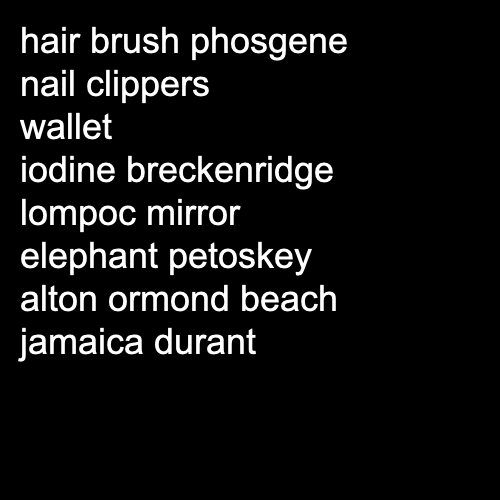 hair brush phosgene
nail clippers
wallet
iodine breckenridge
lompoc mirror
elephant petoskey
alton ormond beach
jamaica durant